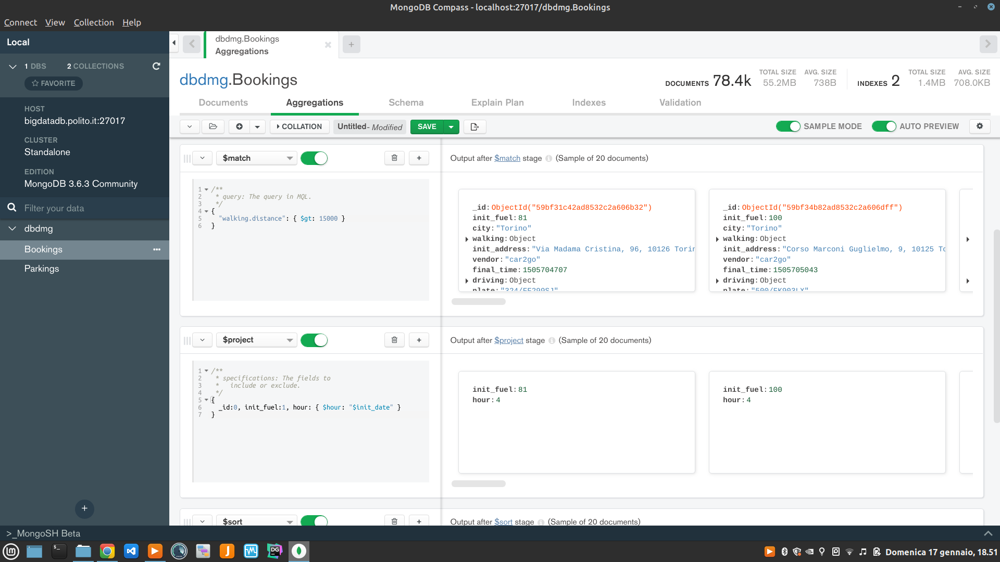 MongoDB Compass - localhost:27017/dbdmg.Bookings
Connect View Collection Help
Local
1 DBS 2 COLLECTIONS
FAVORITE
HOST
bigdatadb.polito.it:27017
CLUSTER
Standalone
EDITION
MongoDB 3.6.3 Community
Filter your data
dbdmg
Bookings
Parkings
dbdmg.Bookings
Aggregations
dbdmg.Bookings
DOCUMENTS 78.4k TOTAL SIZE 55.2MB AVG. SIZE 738B INDEXES 2 TOTAL SIZE 1.4MB AVG. SIZE 708.0KB
Documents Aggregations Schema Explain Plan Indexes Validation
COLLATION Untitled- Modified SAVE SAMPLE MODE AUTO PREVIEW
$match
Output after $match stage (Sample of 20 documents)
1 /**
2 * query: The query in MQL.
3 */
4 {
5 "walking.distance": { $gt: 15000 }
6 }
_id:ObjectId("59bf31c42ad8532c2a606b32")
init_fuel:81
city:"Torino"
walking:Object
init_address:"Via Madama Cristina, 96, 10126 Torir
vendor:"car2go"
final_time:1505704707
driving:Object
plate:"324/FF299SJ"
_id:ObjectId("59bf34b82ad8532c2a606dff")
init_fuel:100
city:"Torino"
walking:Object
init_address:"Corso Marconi Guglielmo, 9, 10125 To
vendor:"car2go"
final_time:1505705043
driving:Object
plate:"500/FK903LX"
$project
Output after $project stage (Sample of 20 documents)
1 /**
2 * specifications: The fields to
3 * include or exclude.
4 */
5 {
6 _id:0, init_fuel:1, hour: { $hour: "$init_date" }
7 }
init_fuel:81
hour:4
init_fuel:100
hour:4
$sort
Output after $sort stage (Sample of 20 documents)
>_MongoSH Beta
Domenica 17 gennaio, 18.51